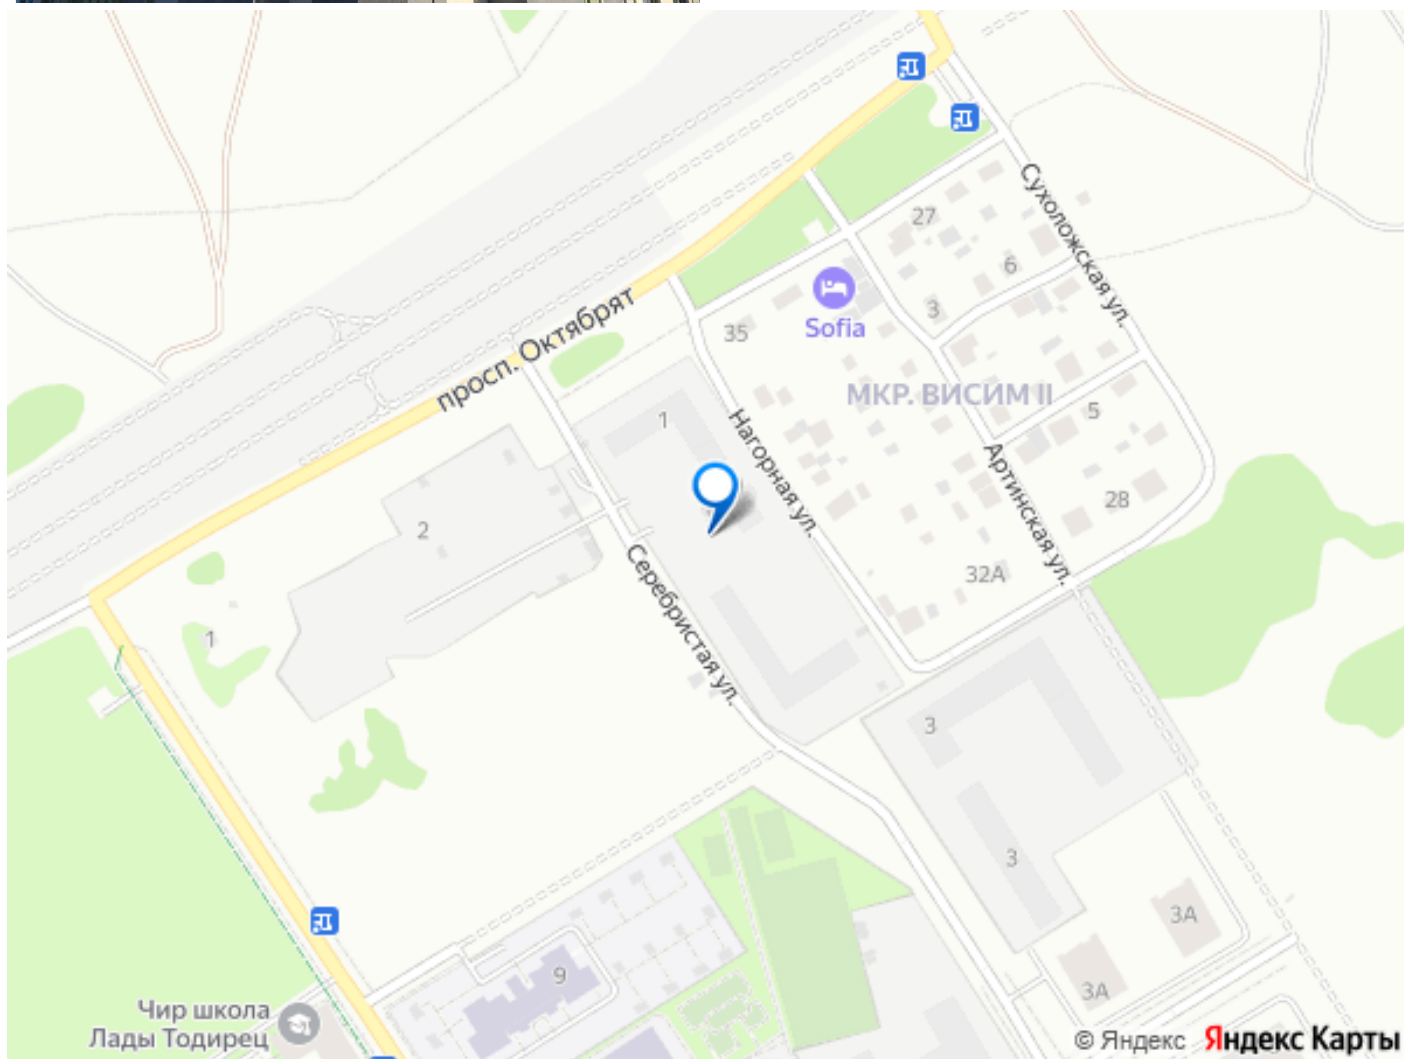 Сухоложская ул.
27
6
3
Sofia
35
просп. Октябрят
МКР. ВИСИМ II
5
1
Нагорная ул.
Артинская ул.
28
2
32А
Серебристая ул.
1
3
3
3А
9
3А
Чир школа
Лады Тодирец
© Яндекс Яндекс Карты